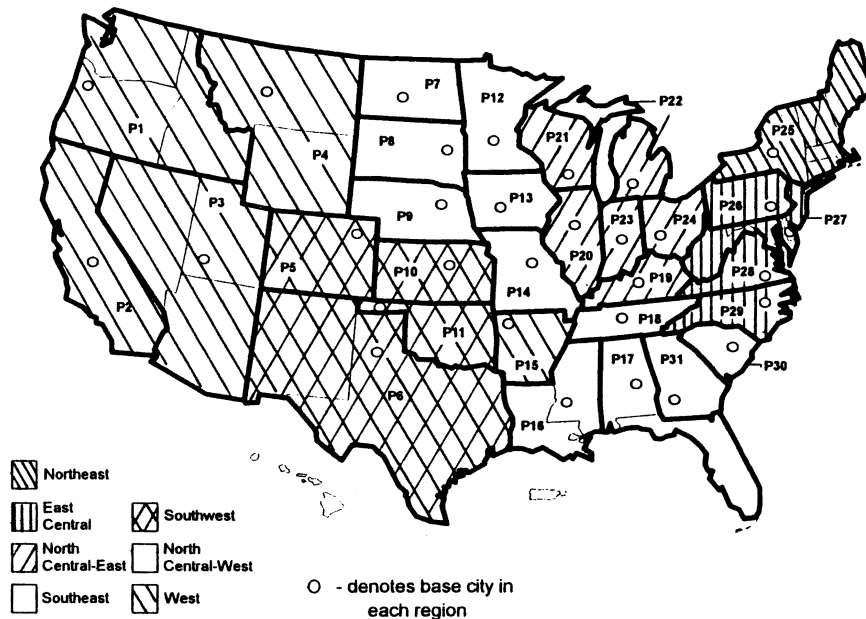 P7
P12
P22
P1
P8
P21
P25
P4
P3
P9
P13
P26
P23
P24
P27
P5
P10
P20
P28
P2
P14
P19
P11
P18
P29
P15
P17
P31
P30
P6
P16
Northeast
East
Central
Southwest
North
Central-East
North
Central-West
Southeast
West
O - denotes base city in
each region